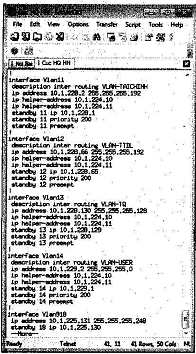 File Edit View Options Transfer Script Tools Help
Cuc HQ HN
interface Vlan11
description inter routing VLAN-TAICHINH
ip address 10.1.228.2 255.255.255.192
ip helper-address 10.1.224.10
ip helper-address 10.1.224.11
standby 11 ip 10.1.228.1
standby 11 priority 200
standby 11 preempt
!
interface Vlan12
description inter routing VLAN-TTDL
ip address 10.1.228.66 255.255.255.192
ip helper-address 10.1.224.10
ip helper-address 10.1.224.11
standby 12 ip 10.1.228.65
standby 12 priority 200
standby 12 preempt
!
interface Vlan13
description inter routing VLAN-TQ
ip address 10.1.228.130 255.255.255.128
ip helper-address 10.1.224.10
ip helper-address 10.1.224.11
standby 13 ip 10.1.228.129
standby 13 priority 200
standby 13 preempt
!
interface Vlan14
description inter routing VLAN-USER
ip address 10.1.229.2 255.255.255.0
ip helper-address 10.1.224.10
ip helper-address 10.1.224.11
standby 14 ip 10.1.229.1
standby 14 priority 200
standby 14 preempt
!
interface Vlan918
ip address 10.1.225.131 255.255.255.248
standby 18 ip 10.1.225.130
--More--
Ready Telnet 41, 11 41 Rows, 50 Cols